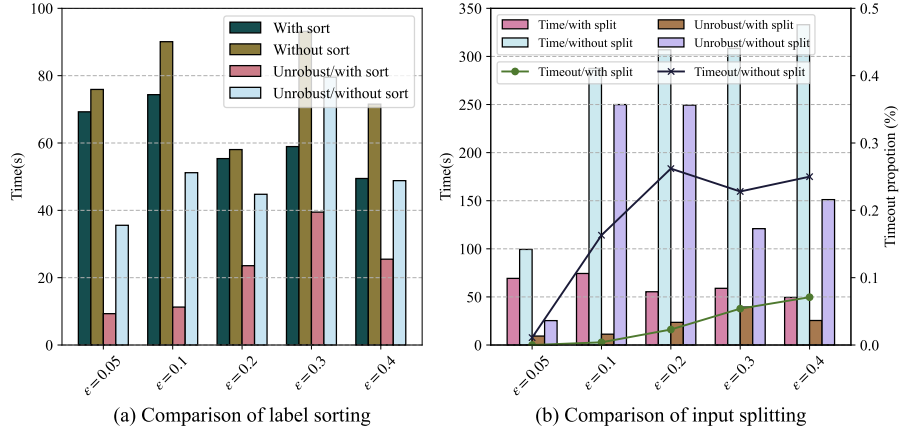 100
80
60
40
20
0
Time(s)
With sort
Without sort
Unrobust/with sort
Unrobust/without sort
ε = 0.05
ε = 0.1
ε = 0.2
ε = 0.3
ε = 0.4
(a) Comparison of label sorting
350
300
250
200
150
100
50
0
Time(s)
Time/with split
Time/without split
Unrobust/with split
Unrobust/without split
Timeout/with split
Timeout/without split
0.5
0.4
0.3
0.2
0.1
0.0
Timeout propotion (%)
ε = 0.05
ε = 0.1
ε = 0.2
ε = 0.3
ε = 0.4
(b) Comparison of input splitting